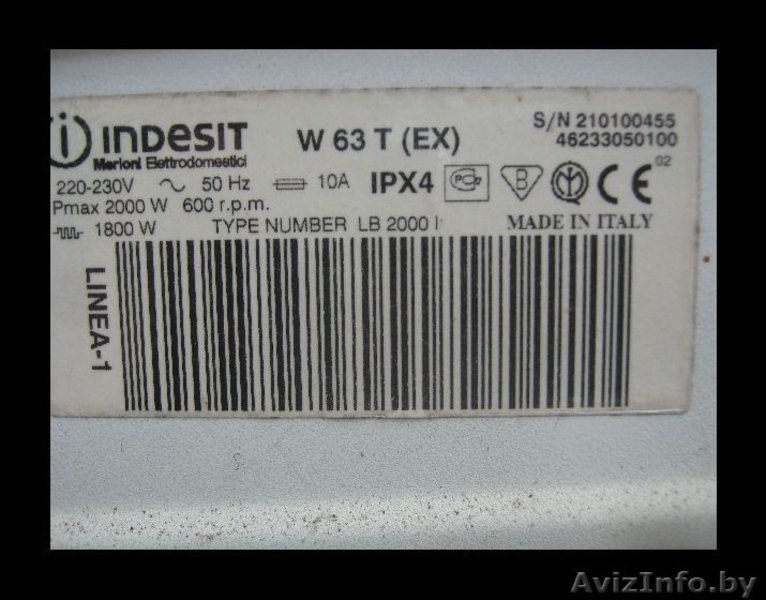 INDESIT W 63 T (EX) S/N 210100455
Merloni Elettrodomestici 46233050100
220-230V ~ 50 Hz 10A IPX4 CE 02
Pmax 2000 W 600 r.p.m.
1800 W TYPE NUMBER LB 2000 I MADE IN ITALY
LINEA-1
AvizInfo.by